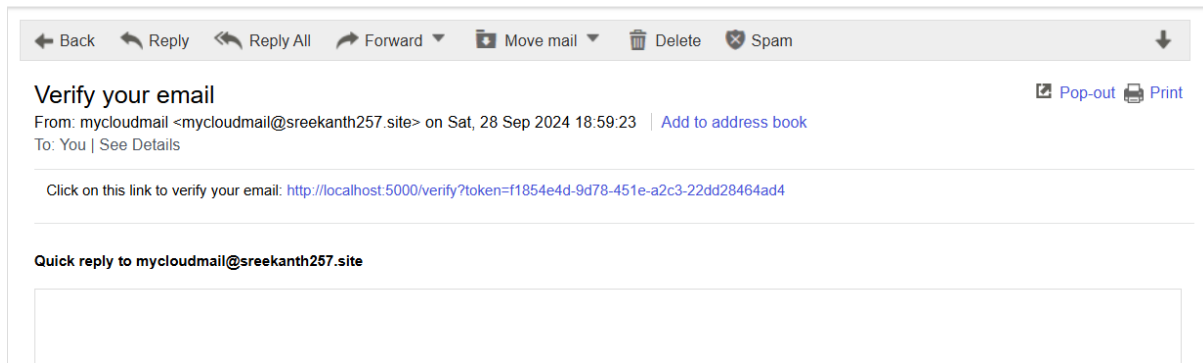 Back Reply Reply All Forward Move mail Delete Spam
Verify your email Pop-out Print
From: mycloudmail <mycloudmail@sreekanth257.site> on Sat, 28 Sep 2024 18:59:23 Add to address book
To: You | See Details
Click on this link to verify your email: http://localhost:5000/verify?token=f1854e4d-9d78-451e-a2c3-22dd28464ad4
Quick reply to mycloudmail@sreekanth257.site